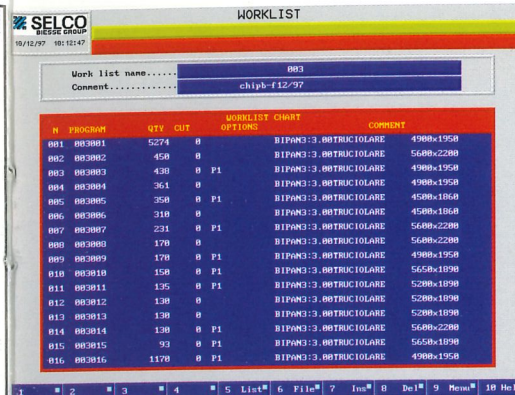 SELCO
BIESSE GROUP
WORKLIST
10/12/97 10:12:47
Work list name..... 003
Comment............ chipb-f12/97
WORKLIST CHART
N PROGRAM QTY CUT OPTIONS COMMENT
001 003001 5274 0 BIPAN3:3.00TRUCIOLARE 4900x1950
002 003002 450 0 BIPAN3:3.00TRUCIOLARE 5600x2200
003 003003 438 0 P1 BIPAN3:3.00TRUCIOLARE 4900x1950
004 003004 361 0 BIPAN3:3.00TRUCIOLARE 4900x1950
005 003005 350 0 P1 BIPAN3:3.00TRUCIOLARE 4500x1860
006 003006 310 0 BIPAN3:3.00TRUCIOLARE 4500x1860
007 003007 231 0 P1 BIPAN3:3.00TRUCIOLARE 5600x2200
008 003008 170 0 BIPAN3:3.00TRUCIOLARE 5600x2200
009 003009 170 0 P1 BIPAN3:3.00TRUCIOLARE 4900x1950
010 003010 150 0 P1 BIPAN3:3.00TRUCIOLARE 5650x1890
011 003011 135 0 P1 BIPAN3:3.00TRUCIOLARE 5200x1890
012 003012 130 0 BIPAN3:3.00TRUCIOLARE 5200x1890
013 003013 130 0 BIPAN3:3.00TRUCIOLARE 5200x1890
014 003014 130 0 P1 BIPAN3:3.00TRUCIOLARE 5600x2200
015 003015 93 0 P1 BIPAN3:3.00TRUCIOLARE 5650x1890
016 003016 1170 0 P1 BIPAN3:3.00TRUCIOLARE 4900x1950
1 2 3 4 5 List 6 File 7 Ins 8 Del 9 Menu 10 Hel